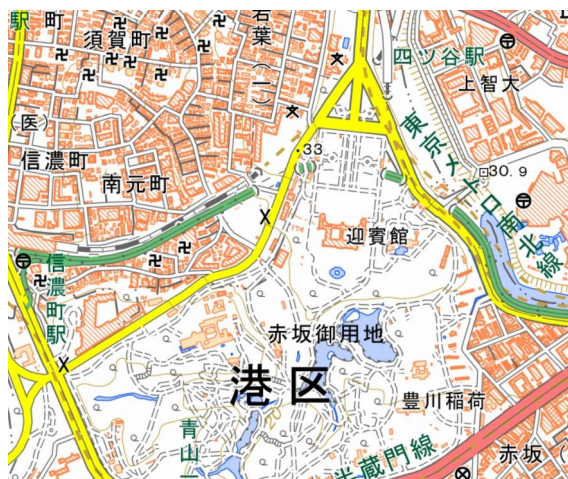 駅
町
須賀町
若葉(一)
四ツ谷駅
上智大
(医)
信濃町
南元町
33
30.9
東京メトロ南北線
迎賓館
信濃町駅
赤坂御用地
港区
豊川稲荷
青山一
半蔵門線
赤坂(